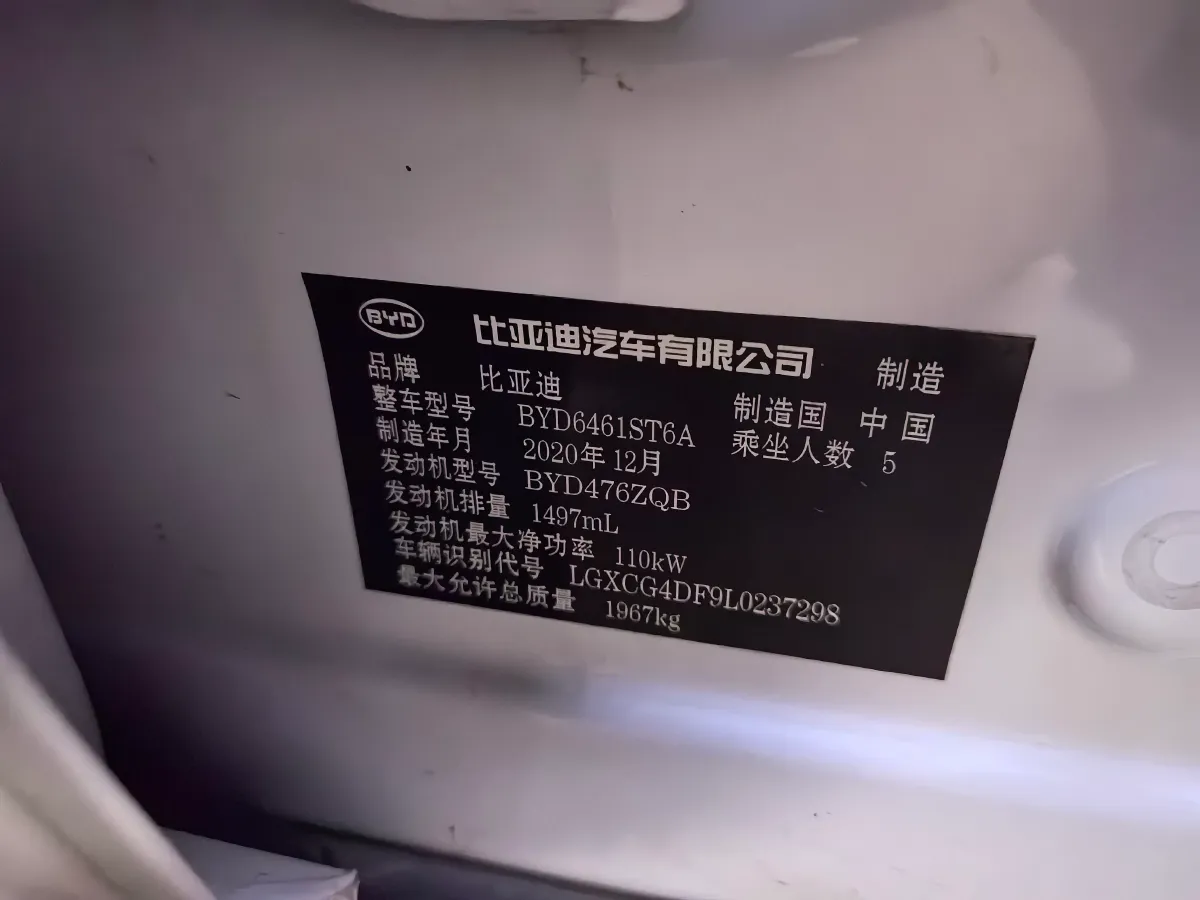 BYD 比亚迪汽车有限公司 制造
品牌 比亚迪 制造国 中国
整车型号 BYD6461ST6A 乘坐人数 5
制造年月 2020年12月
发动机型号 BYD476ZQB
发动机排量 1497mL
发动机最大净功率 110kW
车辆识别代号 LGXCG4DF9L0237298
最大允许总质量 1967kg